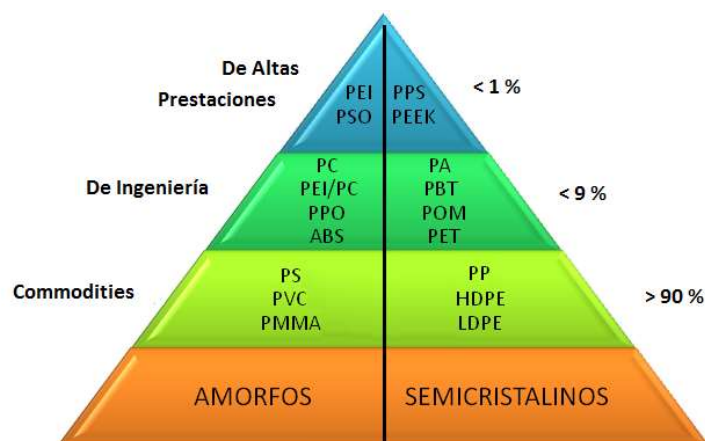 De Altas
Prestaciones
PEI
PSO
PPS
PEEK
< 1 %
De Ingeniería
PC
PEI/PC
PPO
ABS
PA
PBT
POM
PET
< 9 %
Commodities
PS
PVC
PMMA
PP
HDPE
LDPE
> 90 %
AMORFOS
SEMICRISTALINOS